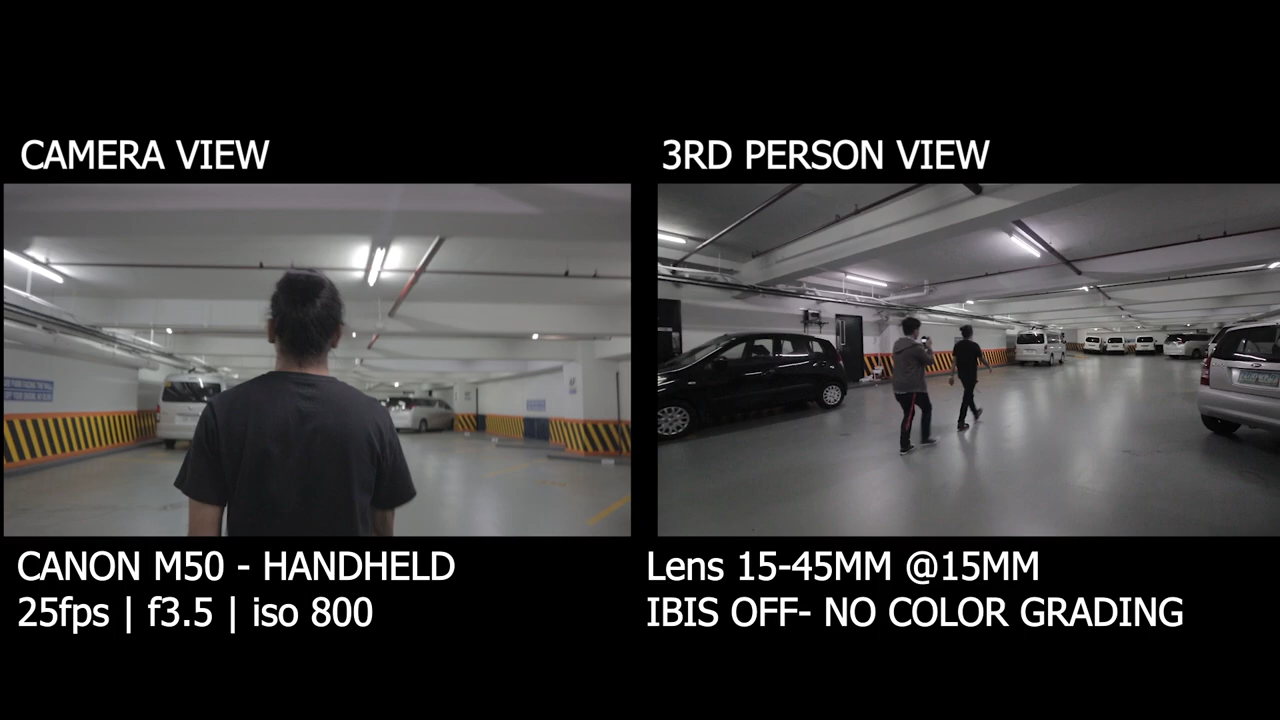 CAMERA VIEW
3RD PERSON VIEW
CANON M50 - HANDHELD
25fps | f3.5 | iso 800
Lens 15-45MM @15MM
IBIS OFF- NO COLOR GRADING